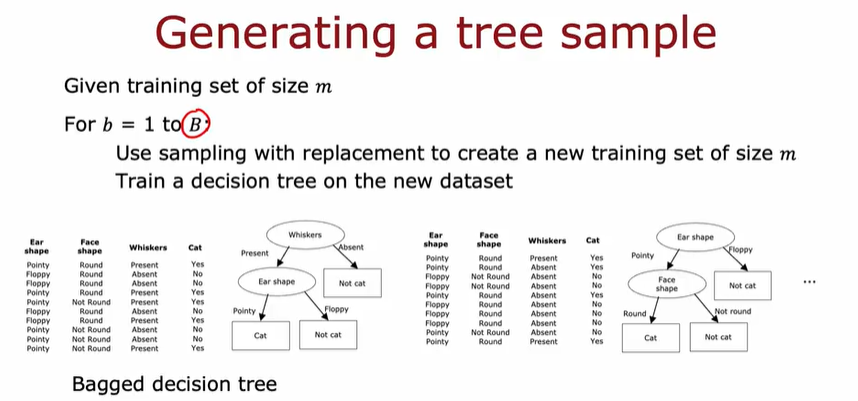 Generating a tree sample
Given training set of size m
For b = 1 to B
Use sampling with replacement to create a new training set of size m
Train a decision tree on the new dataset
Ear shape Face shape Whiskers Cat
Pointy Round Present Yes
Floppy Round Absent No
Floppy Round Absent No
Pointy Round Present Yes
Pointy Not Round Present Yes
Floppy Round Absent No
Floppy Round Present Yes
Pointy Not Round Absent No
Pointy Not Round Absent No
Pointy Not Round Present Yes
Whiskers
Present Absent
Ear shape Not cat
Pointy Floppy
Cat Not cat
Ear shape Face shape Whiskers Cat
Pointy Round Present Yes
Pointy Round Absent Yes
Floppy Not Round Absent No
Floppy Not Round Absent No
Pointy Round Absent Yes
Floppy Round Absent No
Floppy Round Absent No
Floppy Round Absent No
Pointy Not Round Absent No
Pointy Round Present Yes
Ear shape
Pointy Floppy
Face shape Not cat
Round Not round
Cat Not cat
...
Bagged decision tree